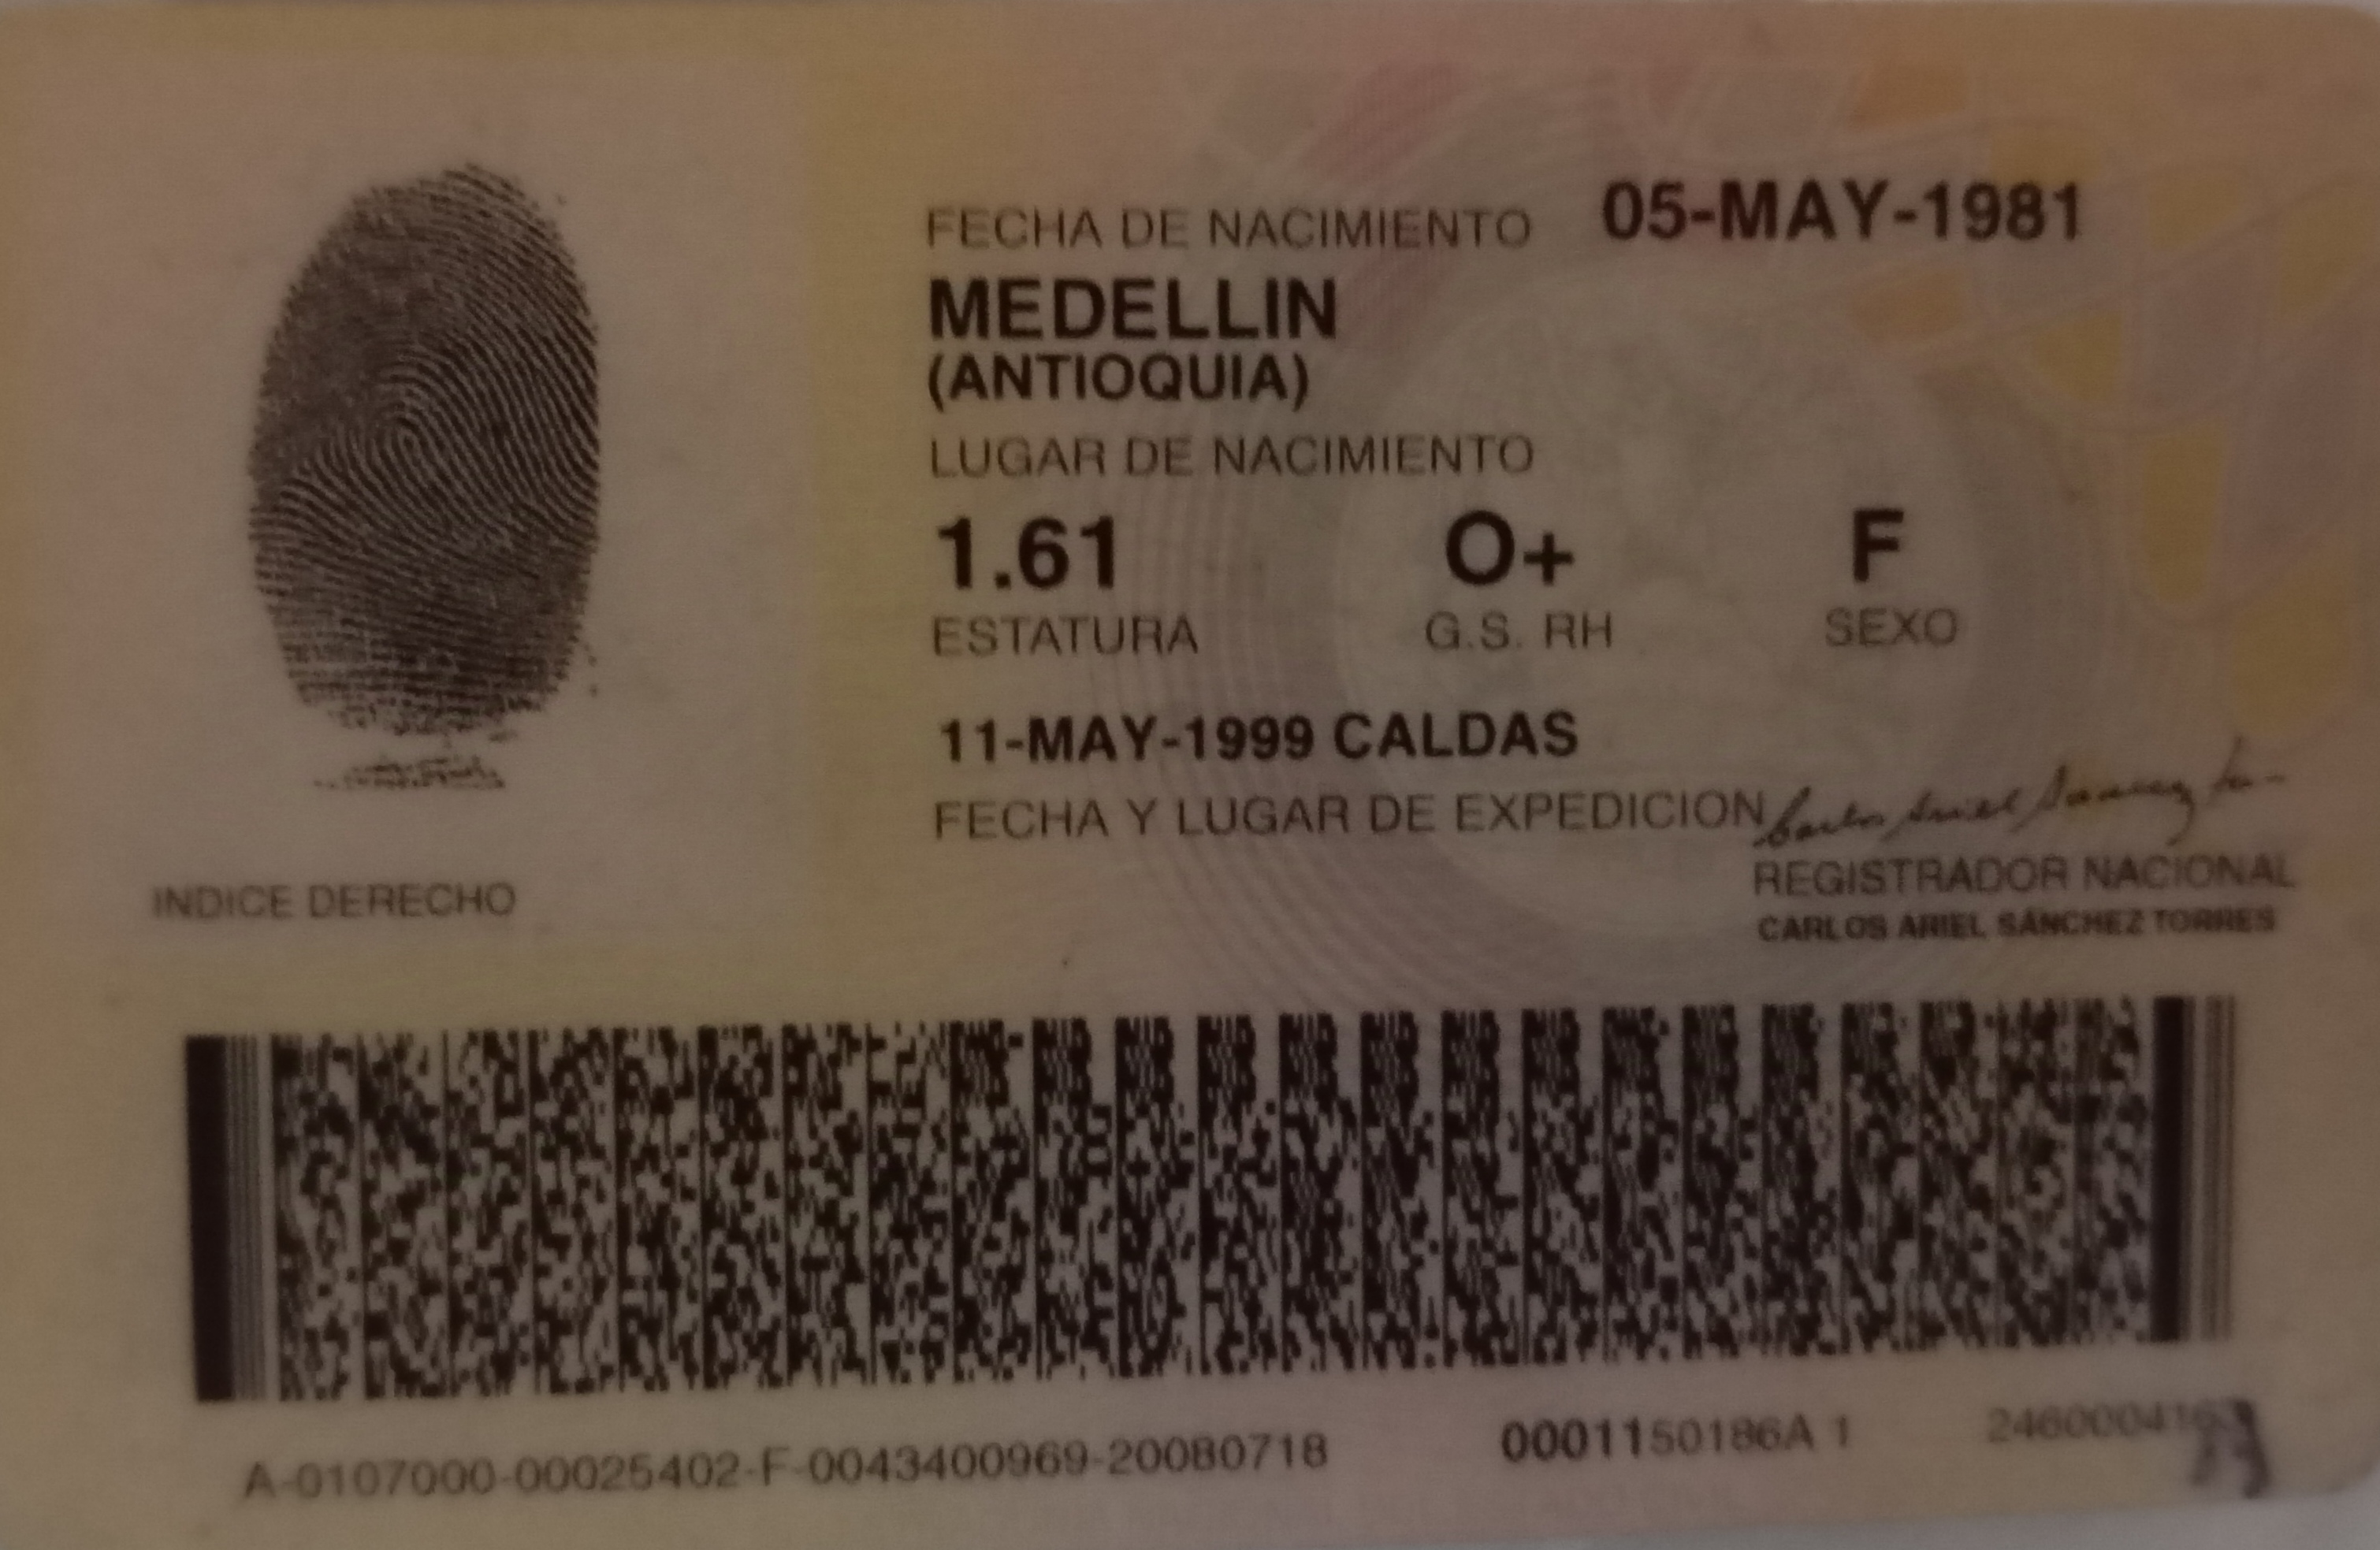 FECHA DE NACIMIENTO 05-MAY-1981
MEDELLIN
(ANTIOQUIA)
LUGAR DE NACIMIENTO
1.61 O+ F
ESTATURA G.S. RH SEXO
11-MAY-1999 CALDAS
FECHA Y LUGAR DE EXPEDICION
INDICE DERECHO
REGISTRADOR NACIONAL
CARLOS ARIEL SÁNCHEZ TORRES
A-0107000-00025402-F-0043400969-20080718 0001150186A 1